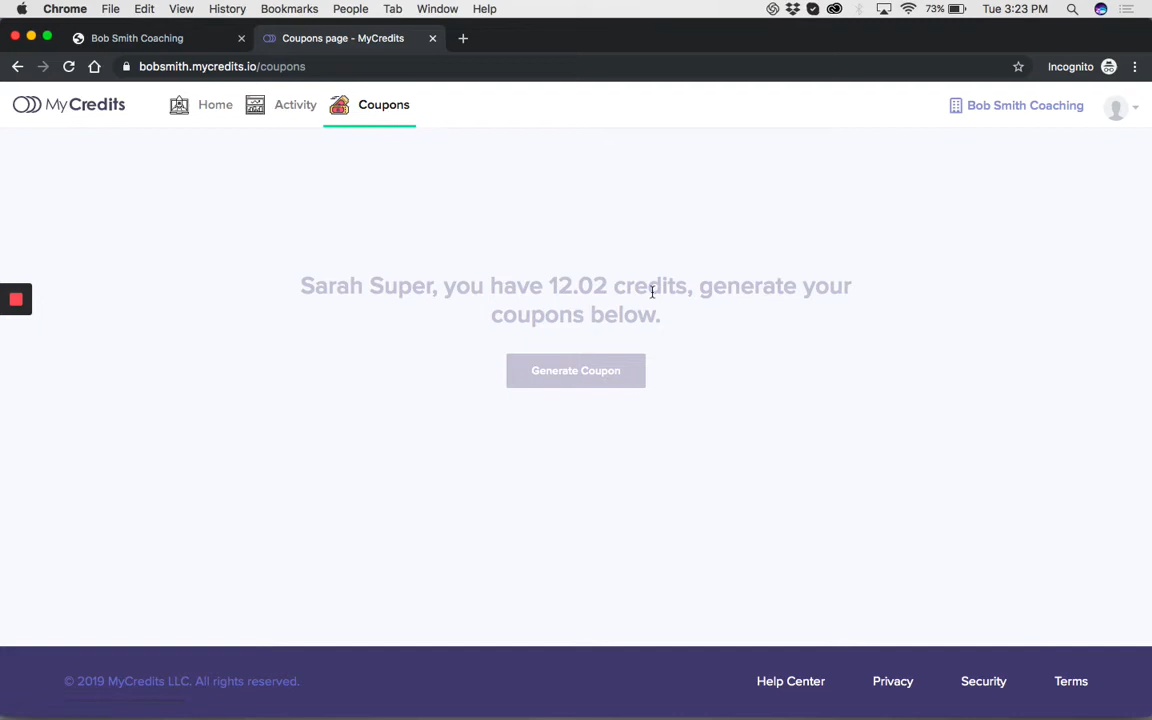 Chrome File Edit View History Bookmarks People Tab Window Help 73% Tue 3:23 PM
Bob Smith Coaching Coupons page - MyCredits
bobsmith.mycredits.io/coupons Incognito
MyCredits Home Activity Coupons Bob Smith Coaching
Sarah Super, you have 12.02 credits, generate your
coupons below.
Generate Coupon
© 2019 MyCredits LLC. All rights reserved. Help Center Privacy Security Terms